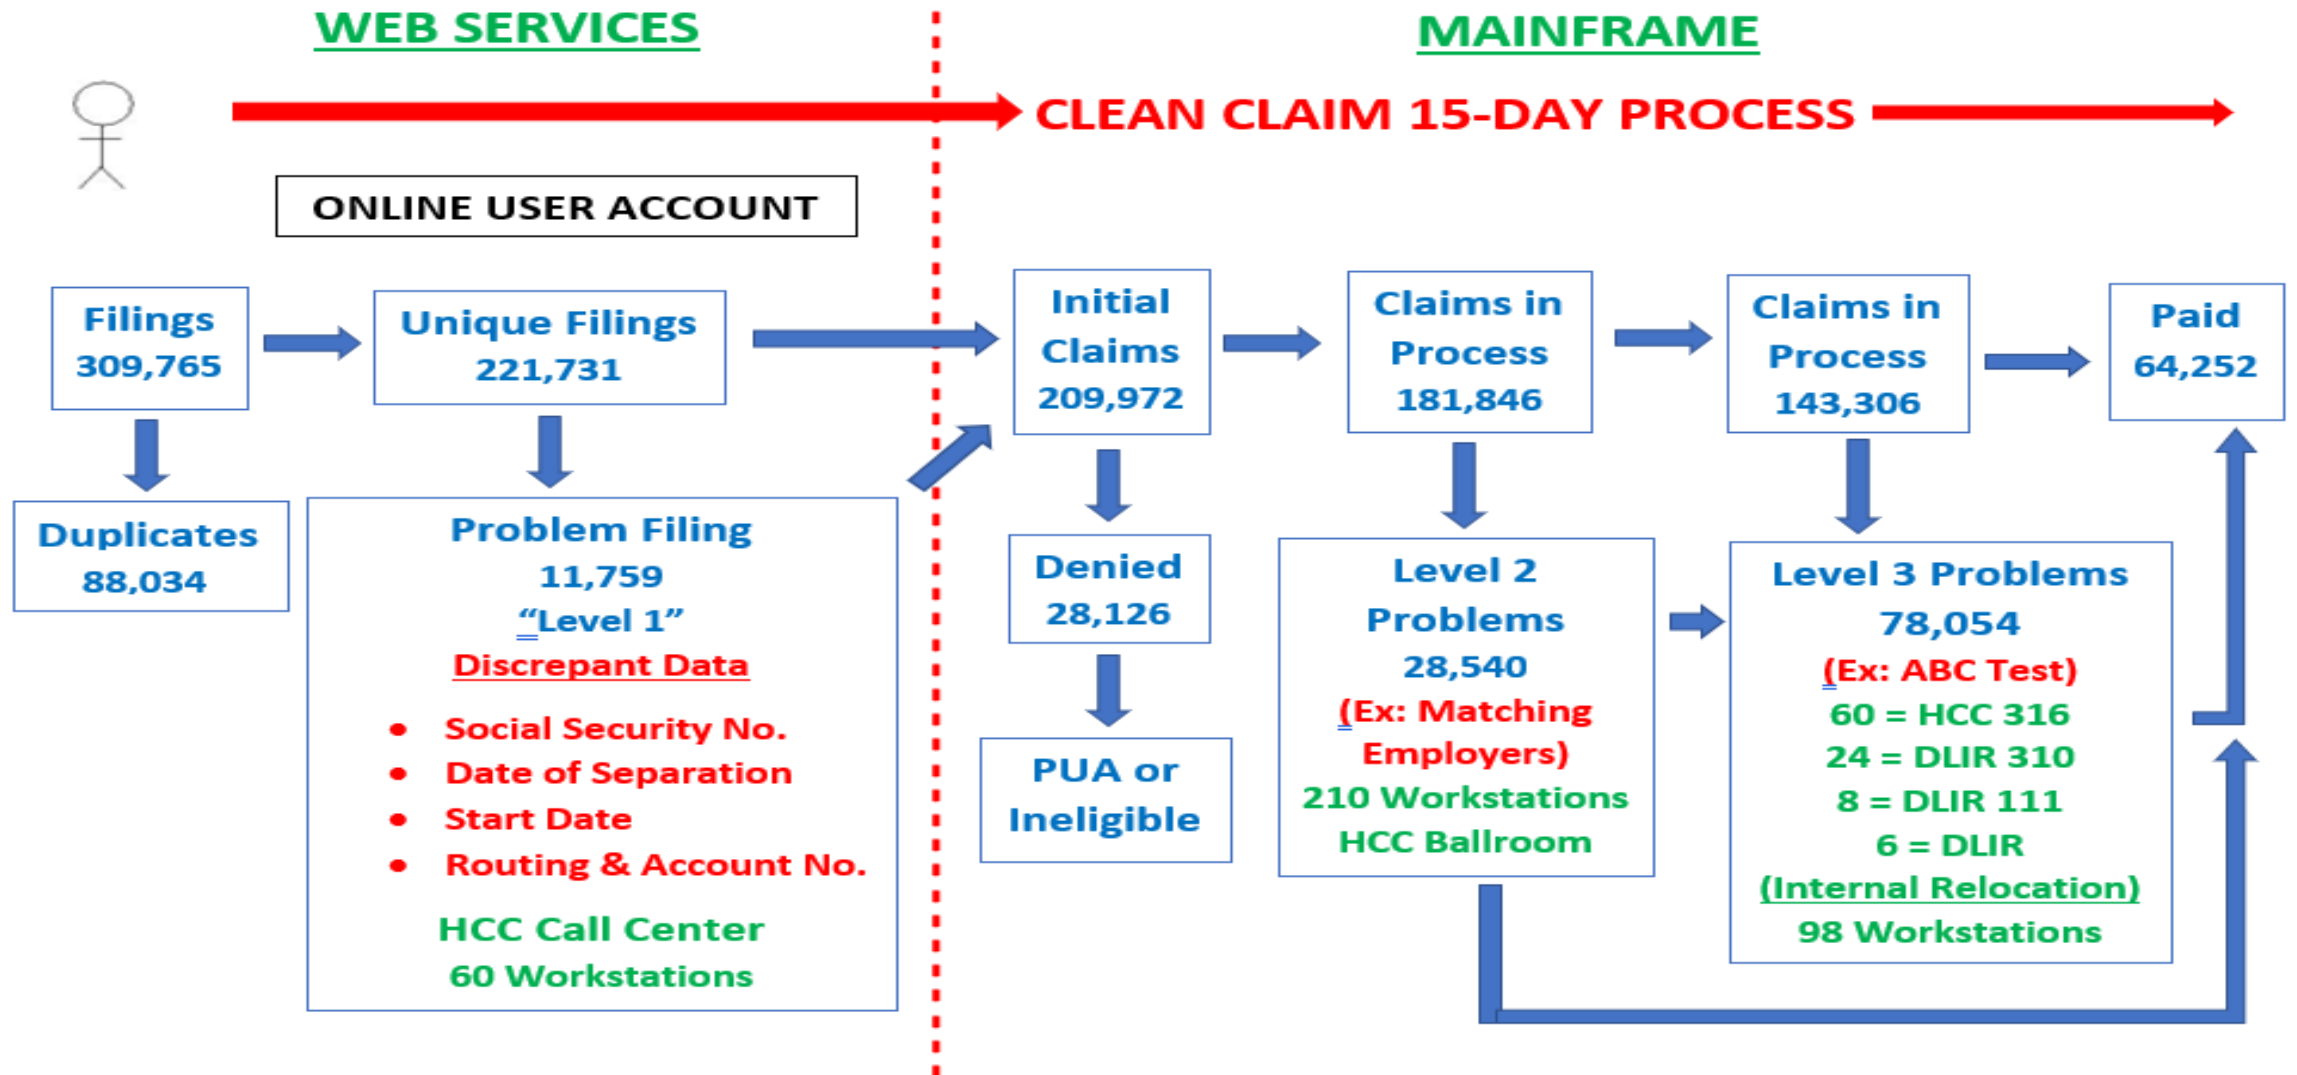 WEB SERVICES
MAINFRAME
CLEAN CLAIM 15-DAY PROCESS
ONLINE USER ACCOUNT
Filings
309,765
Unique Filings
221,731
Initial
Claims
209,972
Claims in
Process
181,846
Claims in
Process
143,306
Paid
64,252
Duplicates
88,034
Problem Filing
11,759
“Level 1”
Discrepant Data
• Social Security No.
• Date of Separation
• Start Date
• Routing & Account No.
HCC Call Center
60 Workstations
Denied
28,126
PUA or
Ineligible
Level 2
Problems
28,540
(Ex: Matching
Employers)
210 Workstations
HCC Ballroom
Level 3 Problems
78,054
(Ex: ABC Test)
60 = HCC 316
24 = DLIR 310
8 = DLIR 111
6 = DLIR
(Internal Relocation)
98 Workstations